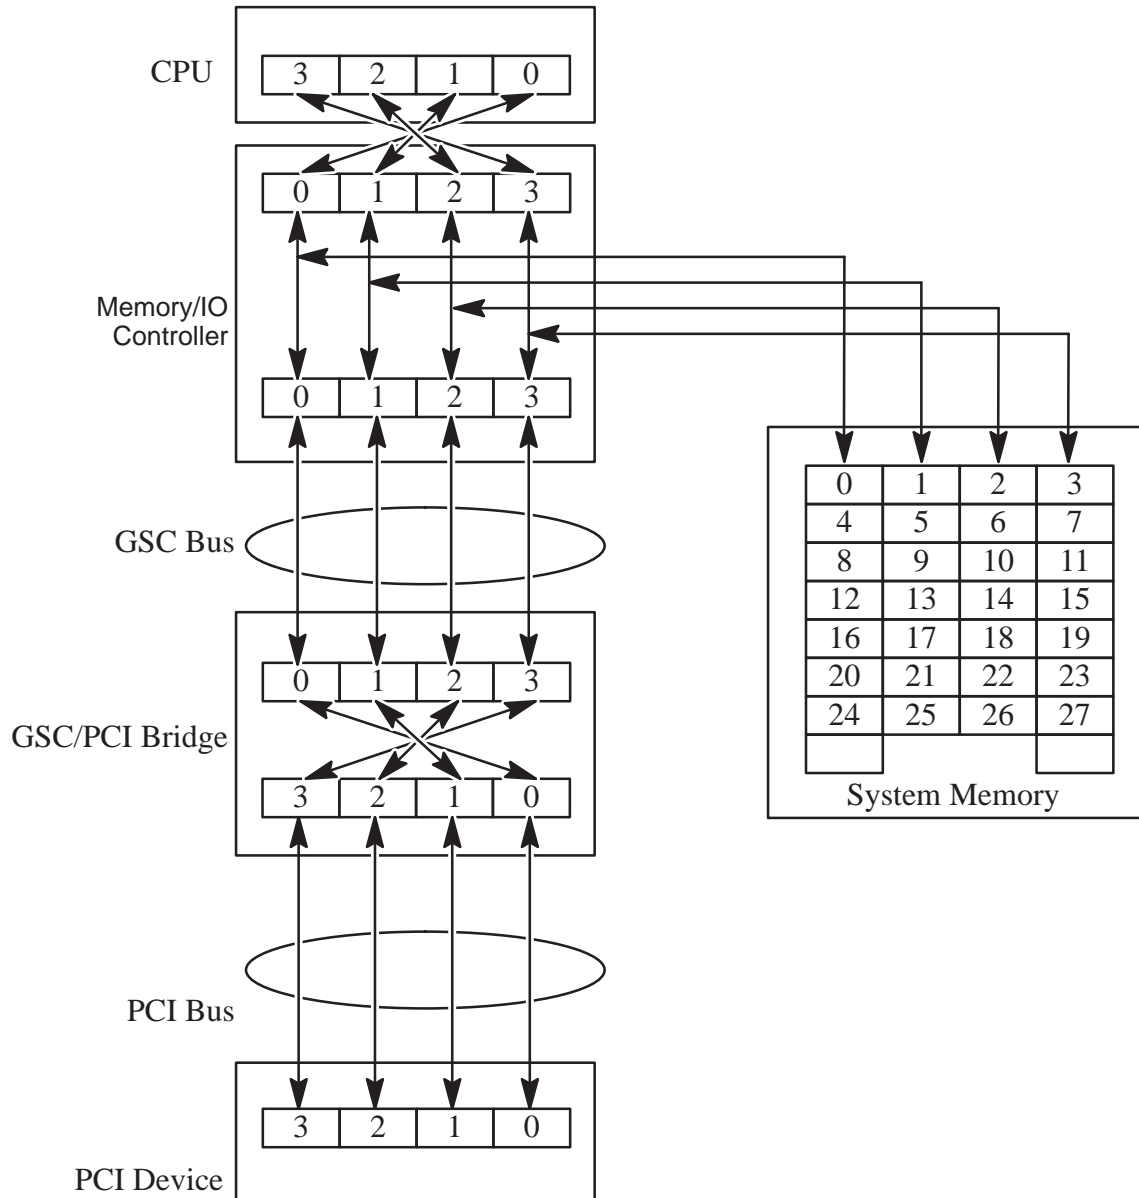 CPU
3 2 1 0
0 1 2 3
Memory/IO
Controller
0 1 2 3
GSC Bus
0 1 2 3
4 5 6 7
8 9 10 11
12 13 14 15
16 17 18 19
20 21 22 23
24 25 26 27
System Memory
0 1 2 3
GSC/PCI Bridge
3 2 1 0
PCI Bus
3 2 1 0
PCI Device